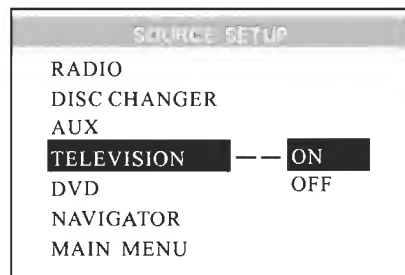 SOURCE SETUP
RADIO
DISC CHANGER
AUX
TELEVISION -- ON
DVD OFF
NAVIGATOR
MAIN MENU